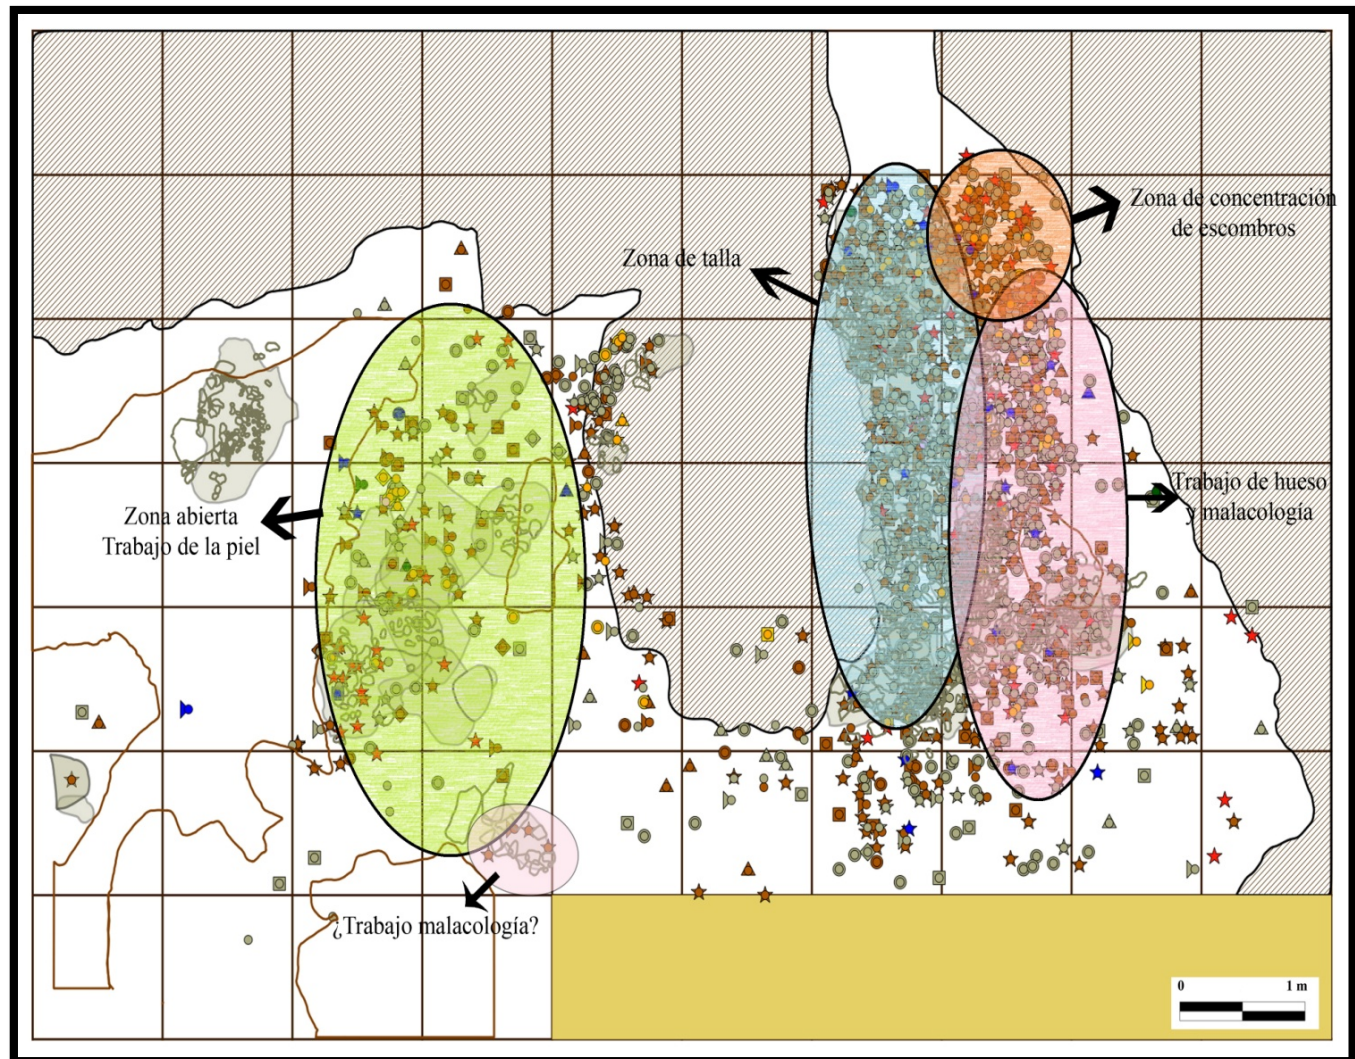 Zona de concentración
de escombros
Zona de talla
Trabajo de hueso
y malacología
Zona abierta
Trabajo de la piel
¿Trabajo malacología?
0 1 m